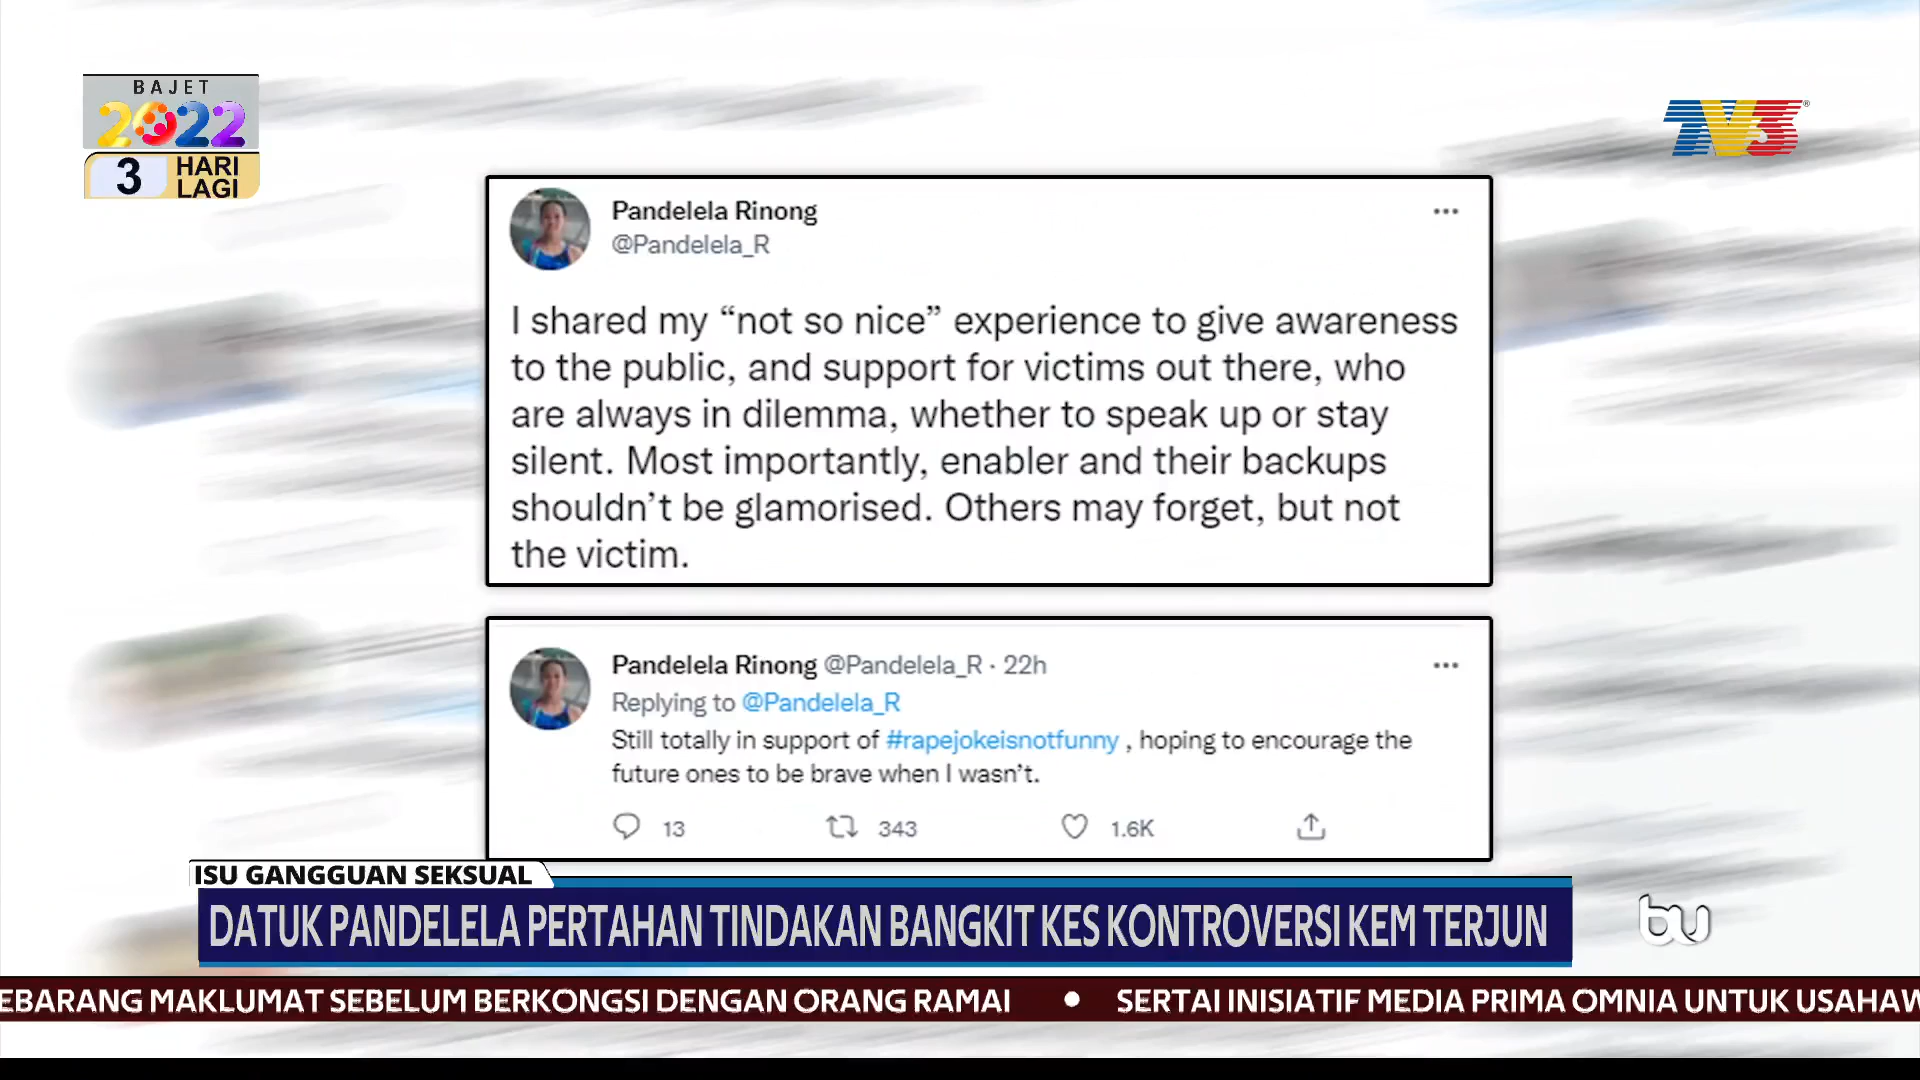 BAJET
2022
3 HARI LAGI
TV3
Pandelela Rinong
@Pandelela_R
I shared my “not so nice” experience to give awareness
to the public, and support for victims out there, who
are always in dilemma, whether to speak up or stay
silent. Most importantly, enabler and their backups
shouldn’t be glamorised. Others may forget, but not
the victim.
Pandelela Rinong @Pandelela_R · 22h
Replying to @Pandelela_R
Still totally in support of #rapejokeisnotfunny , hoping to encourage the
future ones to be brave when I wasn’t.
13 343 1.6K
ISU GANGGUAN SEKSUAL
DATUK PANDELELA PERTAHAN TINDAKAN BANGKIT KES KONTROVERSI KEM TERJUN
bu
EBARANG MAKLUMAT SEBELUM BERKONGSI DENGAN ORANG RAMAI • SERTAI INISIATIF MEDIA PRIMA OMNIA UNTUK USAHAW